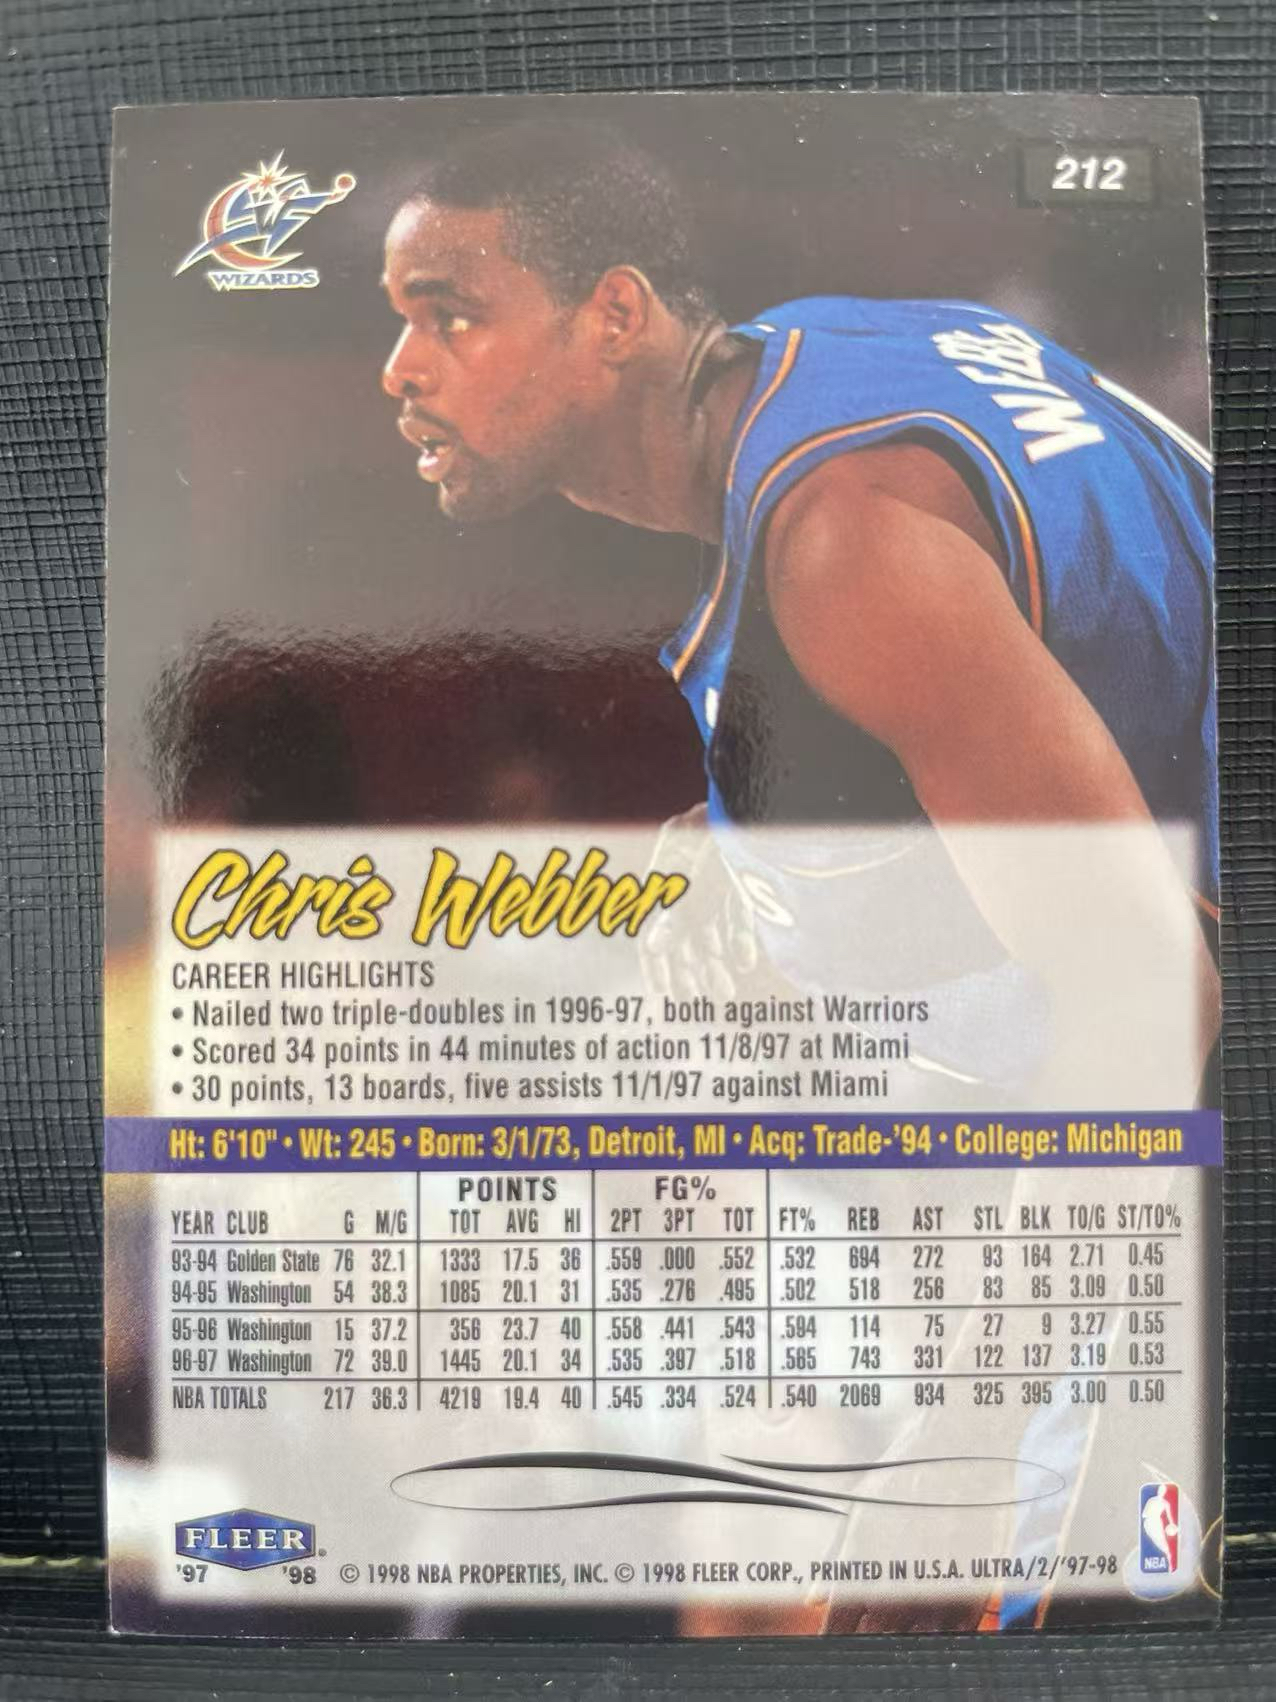 212
WIZARDS
Chris Webber
CAREER HIGHLIGHTS
• Nailed two triple-doubles in 1996-97, both against Warriors
• Scored 34 points in 44 minutes of action 11/8/97 at Miami
• 30 points, 13 boards, five assists 11/1/97 against Miami
Ht: 6'10" • Wt: 245 • Born: 3/1/73, Detroit, MI • Acq: Trade-'94 • College: Michigan
POINTS FG%
YEAR CLUB G M/G TOT AVG HI 2PT 3PT TOT FT% REB AST STL BLK TO/G ST/TO%
93-94 Golden State 76 32.1 1333 17.5 36 .559 .000 .552 .532 694 272 93 164 2.71 0.45
94-95 Washington 54 38.3 1085 20.1 31 .535 .276 .495 .502 518 256 83 85 3.09 0.50
95-96 Washington 15 37.2 356 23.7 40 .558 .441 .543 .594 114 75 27 9 3.27 0.55
96-97 Washington 72 39.0 1445 20.1 34 .535 .397 .518 .565 743 331 122 137 3.19 0.53
NBA TOTALS 217 36.3 4219 19.4 40 .545 .334 .524 .540 2069 934 325 395 3.00 0.50
FLEER
'97 '98 © 1998 NBA PROPERTIES, INC. © 1998 FLEER CORP., PRINTED IN U.S.A. ULTRA/2/'97-98
NBA